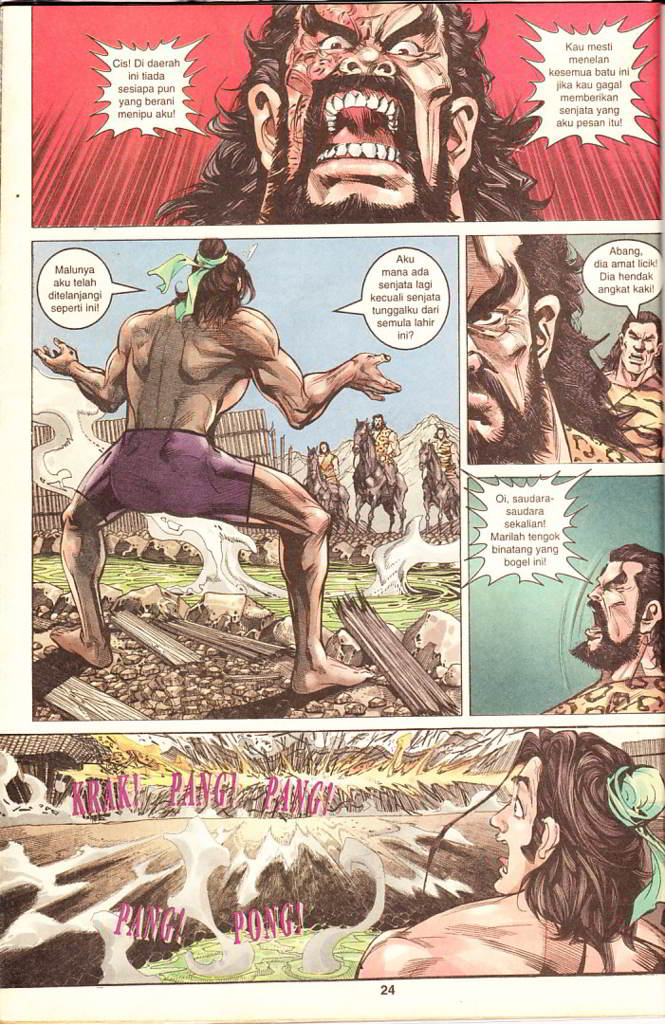 Cis! Di daerah
ini tiada
sesiapa pun
yang berani
menipu aku!
Kau mesti
menelan
kesemua batu ini
jika kau gagal
memberikan
senjata yang
aku pesan itu!
Malunya
aku telah
ditelanjangi
seperti ini!
Aku
mana ada
senjata lagi
kecuali senjata
tunggalku dari
semula lahir
ini?
Abang,
dia amat licik!
Dia hendak
angkat kaki!
Oi, saudara-
saudara
sekalian!
Marilah tengok
binatang yang
bogel ini!
KRAK! PANG! PANG!
PANG! PONG!
24